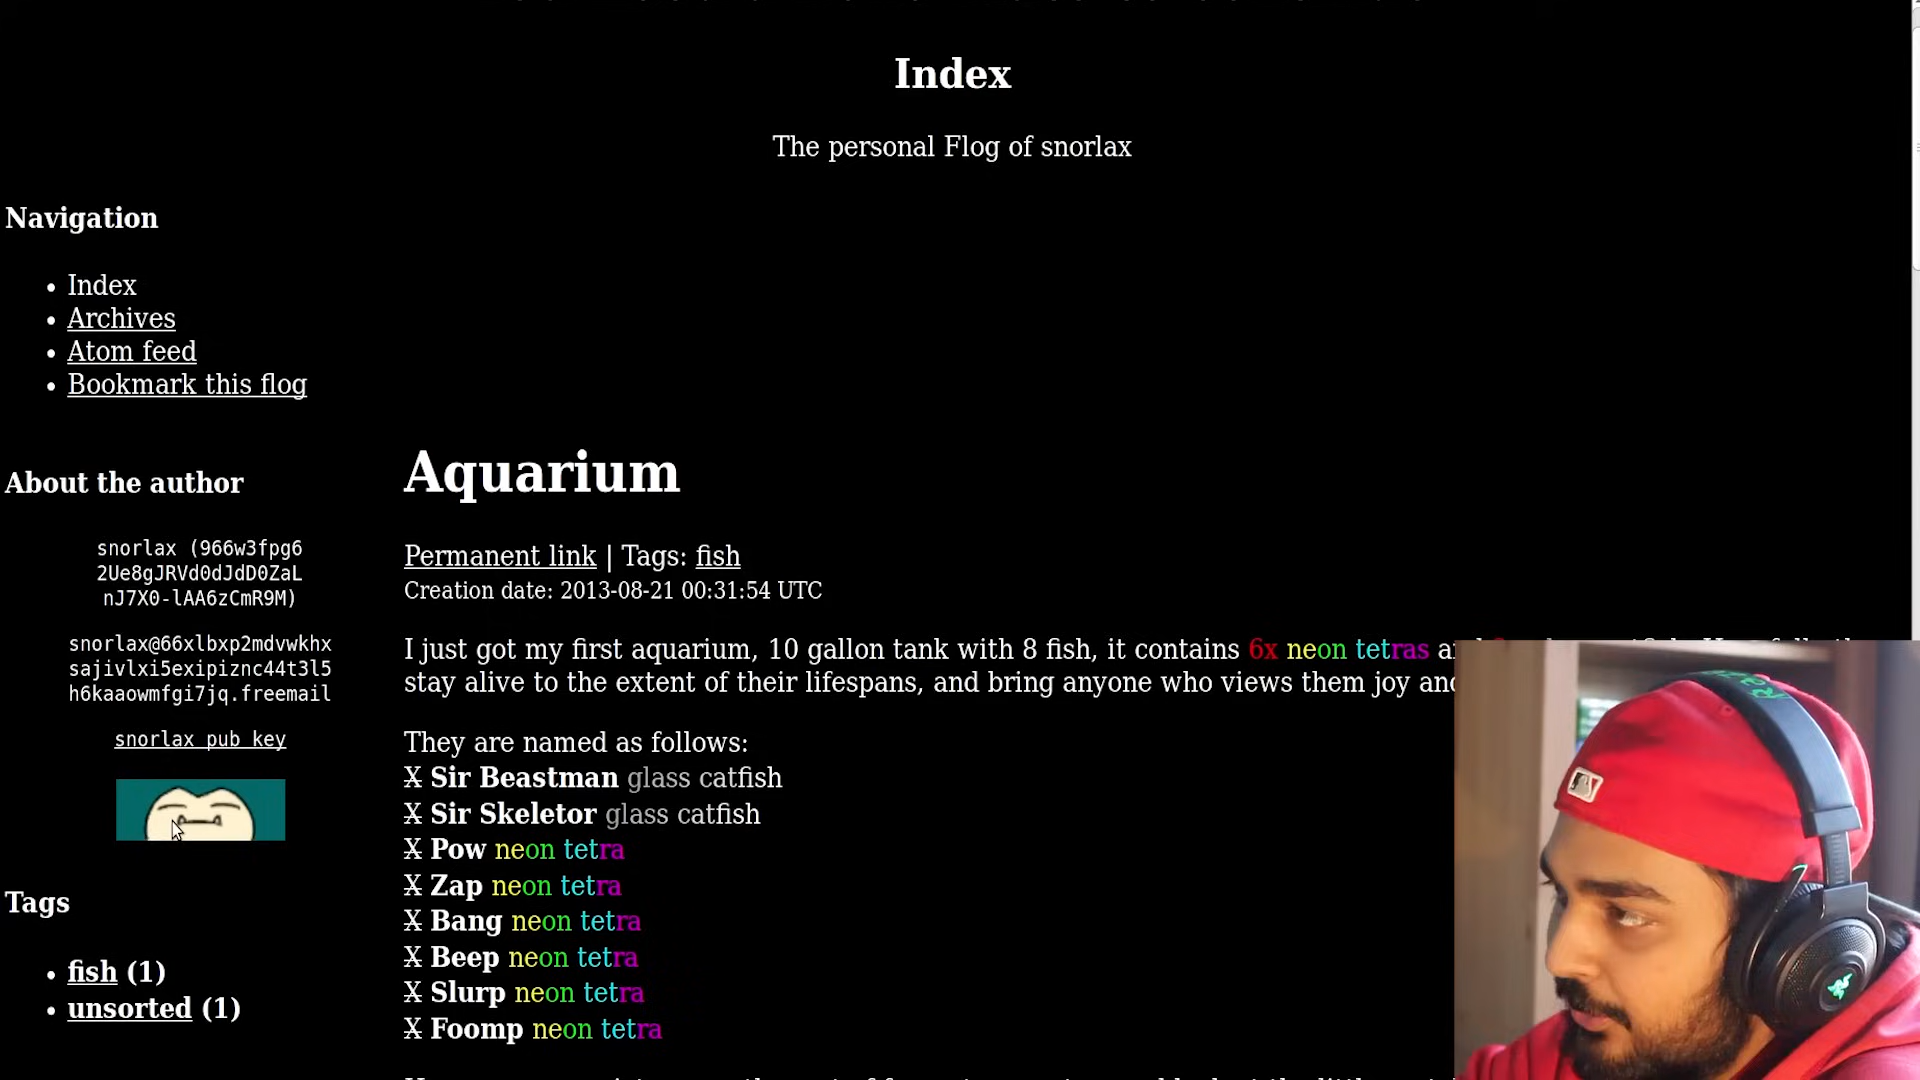 Index
The personal Flog of snorlax
Navigation
• Index
• Archives
• Atom feed
• Bookmark this flog
About the author
snorlax (966w3fpg6
2Ue8gJRVd0dJdD0ZaL
nJ7X0-lAA6zCmR9M)
snorlax@66xlbxp2mdvwkhx
sajivlxi5exipiznc44t3l5
h6kaaowmfgi7jq.freemail
snorlax pub key
Tags
• fish (1)
• unsorted (1)
Aquarium
Permanent link | Tags: fish
Creation date: 2013-08-21 00:31:54 UTC
I just got my first aquarium, 10 gallon tank with 8 fish, it contains 6x neon tetras
stay alive to the extent of their lifespans, and bring anyone who views them joy
They are named as follows:
X Sir Beastman glass catfish
X Sir Skeletor glass catfish
X Pow neon tetra
X Zap neon tetra
X Bang neon tetra
X Beep neon tetra
X Slurp neon tetra
X Foomp neon tetra